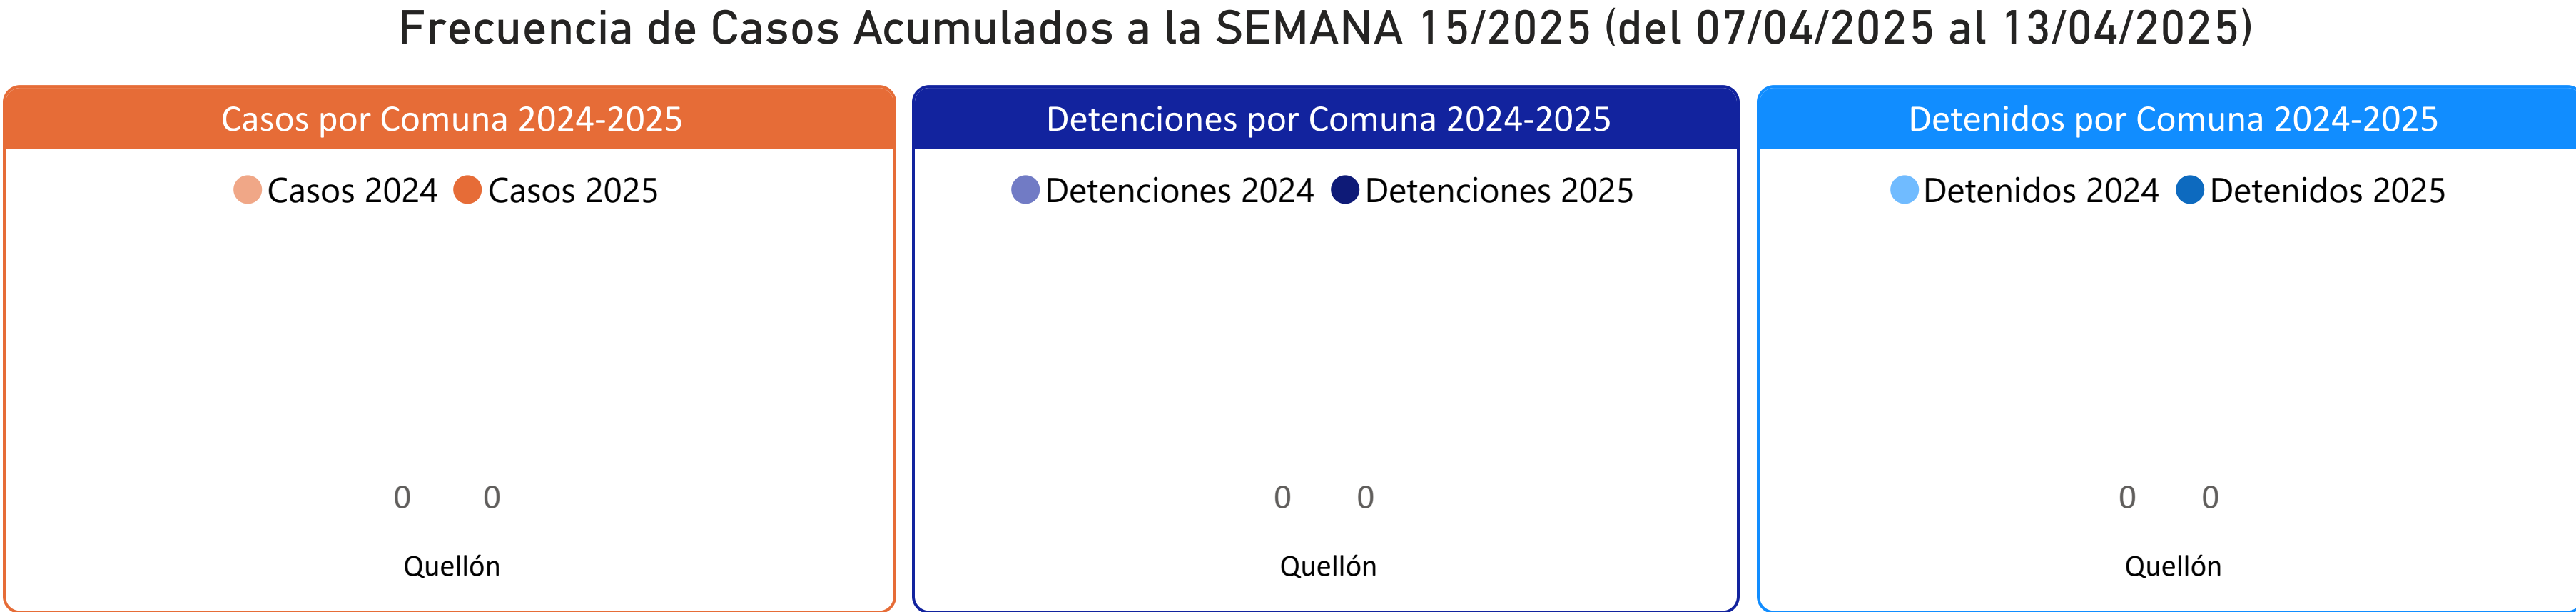 Frecuencia de Casos Acumulados a la SEMANA 15/2025 (del 07/04/2025 al 13/04/2025)
Casos por Comuna 2024-2025
Casos 2024 Casos 2025
0 0
Quellón
Detenciones por Comuna 2024-2025
Detenciones 2024 Detenciones 2025
0 0
Quellón
Detenidos por Comuna 2024-2025
Detenidos 2024 Detenidos 2025
0 0
Quellón